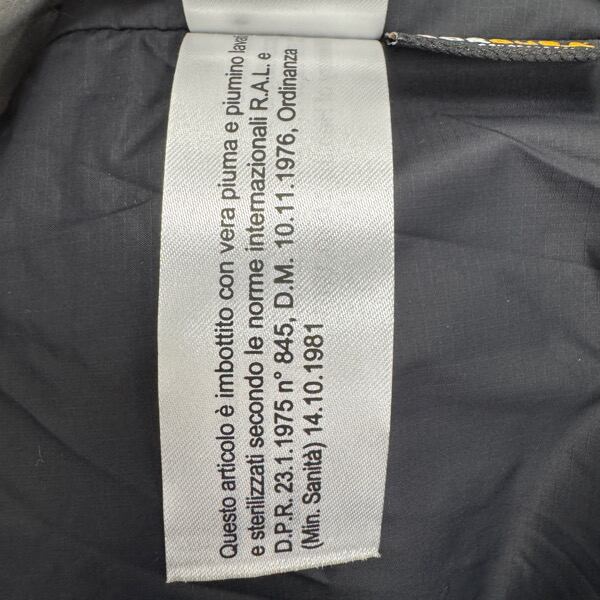 Questo articolo è imbottito con vera piuma e piumino lavat
e sterilizzati secondo le norme internazionali R.A.L. e
D.P.R. 23.1.1975 n° 845, D.M. 10.11.1976, Ordinanza
(Min. Sanità) 14.10.1981